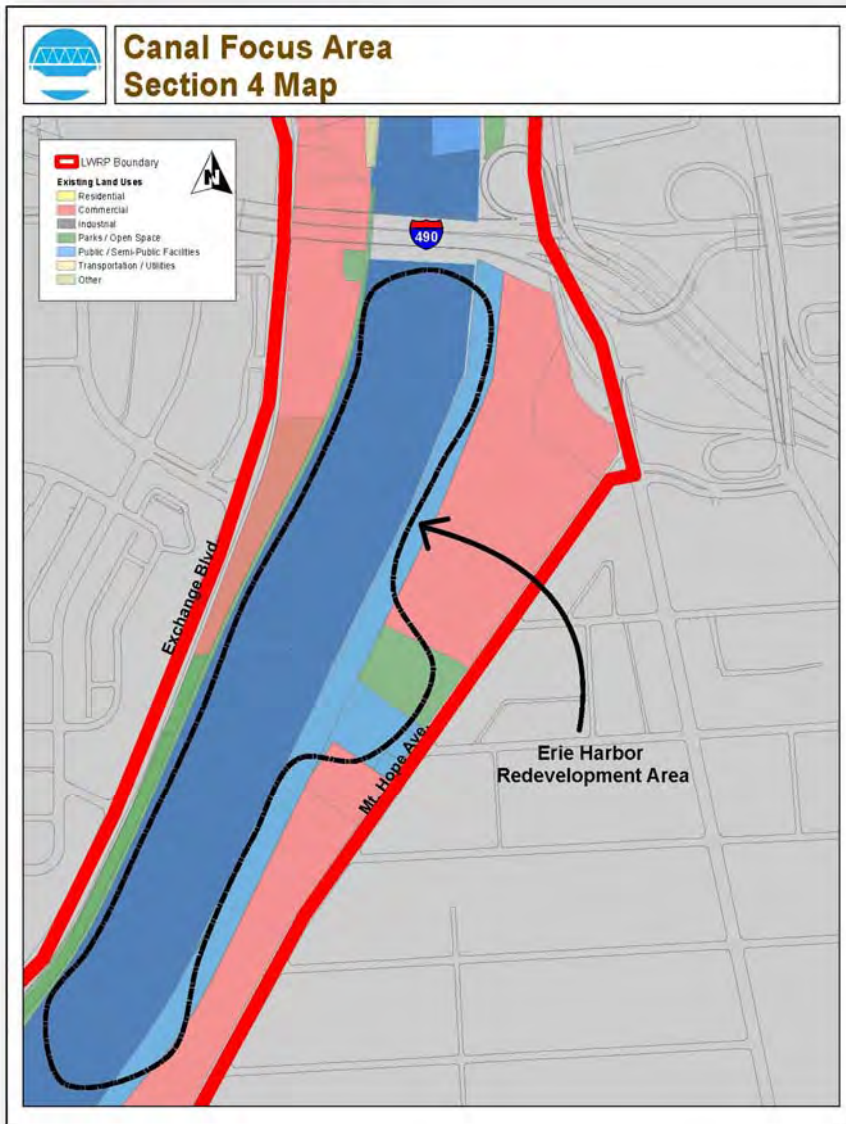 Canal Focus Area
Section 4 Map
LWRP Boundary
Existing Land Uses
Residential
Commercial
Industrial
Parks / Open Space
Public / Semi-Public Facilities
Transportation / Utilities
Other
N
490
Exchange Blvd
Mt. Hope Ave.
Erie Harbor
Redevelopment Area